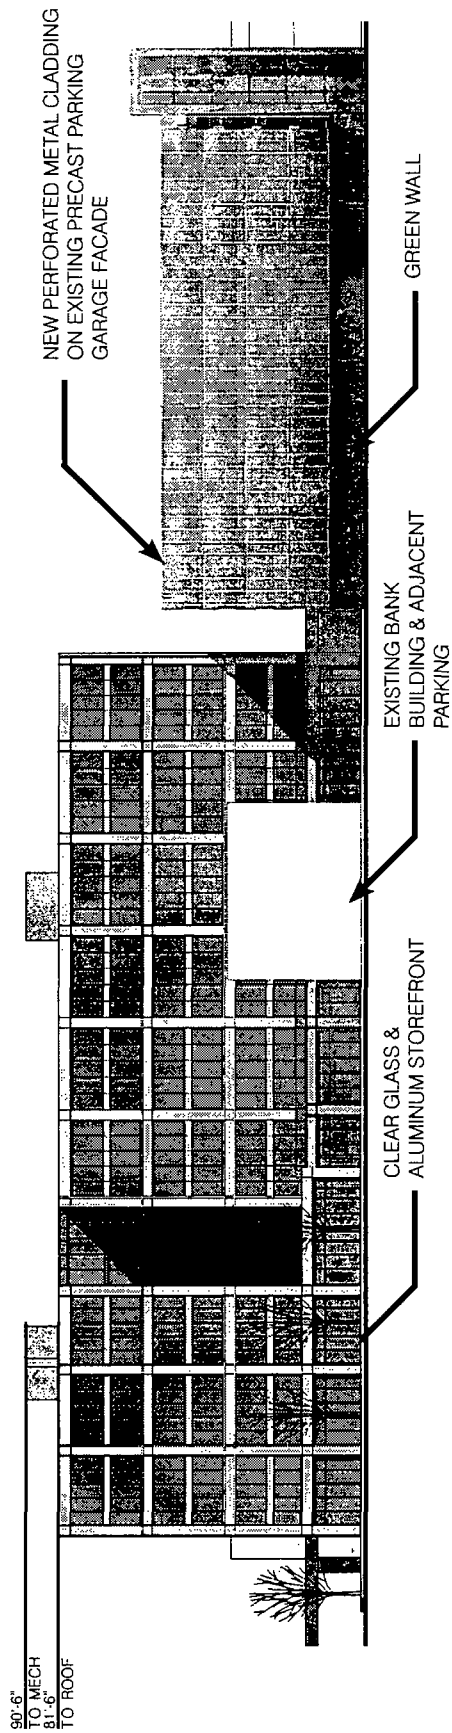 90'-6"
TO MECH
81'-6"
TO ROOF
NEW PERFORATED METAL CLADDING
ON EXISTING PRECAST PARKING
GARAGE FACADE
CLEAR GLASS &
ALUMINUM STOREFRONT
EXISTING BANK
BUILDING & ADJACENT
PARKING
GREEN WALL